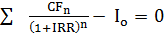 ∑ CFₙ/(1+IRR)ⁿ − Iₒ = 0